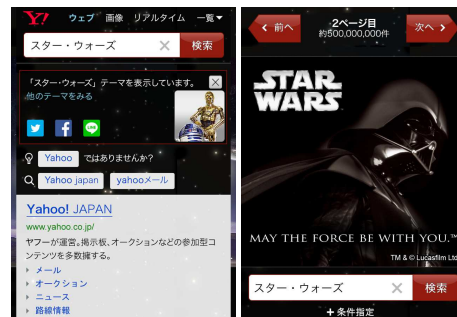 Y!
ウェブ 画像 リアルタイム 一覧▼
スター・ウォーズ × 検索
「スター・ウォーズ」テーマを表示しています。
他のテーマをみる
LINE
Yahoo ではありませんか?
Yahoo japan yahooメール
Yahoo! JAPAN
www.yahoo.co.jp/
ヤフーが運営。掲示板、オークションなどの参加型コ
ンテンツを多数擁する。
メール
オークション
ニュース
路線情報
前へ
2ページ目
約500,000,000件
次へ
STAR
WARS
MAY THE FORCE BE WITH YOU.™
TM & © Lucasfilm Ltd
スター・ウォーズ × 検索
+ 条件指定